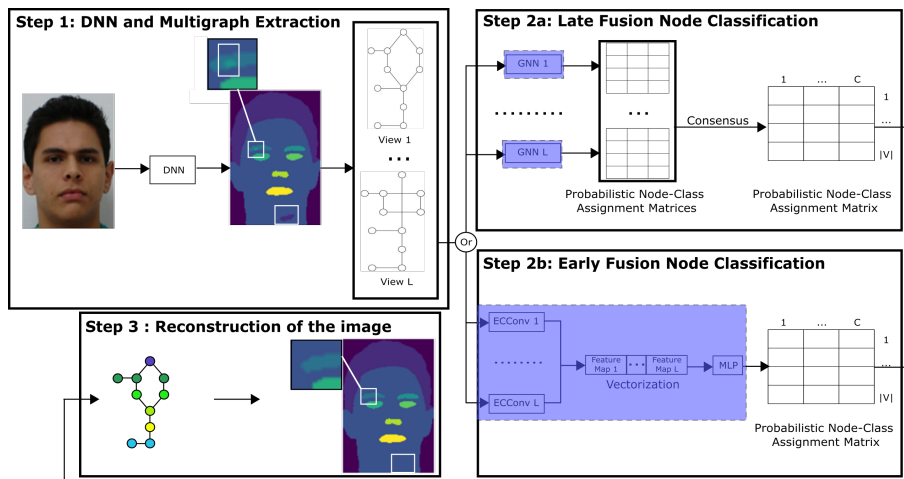 Step 1: DNN and Multigraph Extraction
DNN
View 1
...
View L
Or
Step 2a: Late Fusion Node Classification
GNN 1
.........
GNN L
...
Probabilistic Node-Class
Assignment Matrices
Consensus
1 ... C
1
...
|V|
Probabilistic Node-Class
Assignment Matrix
Step 2b: Early Fusion Node Classification
ECConv 1
........
ECConv L
Feature
Map 1
...
Feature
Map L
Vectorization
MLP
1 ... C
1
...
|V|
Probabilistic Node-Class
Assignment Matrix
Step 3 : Reconstruction of the image